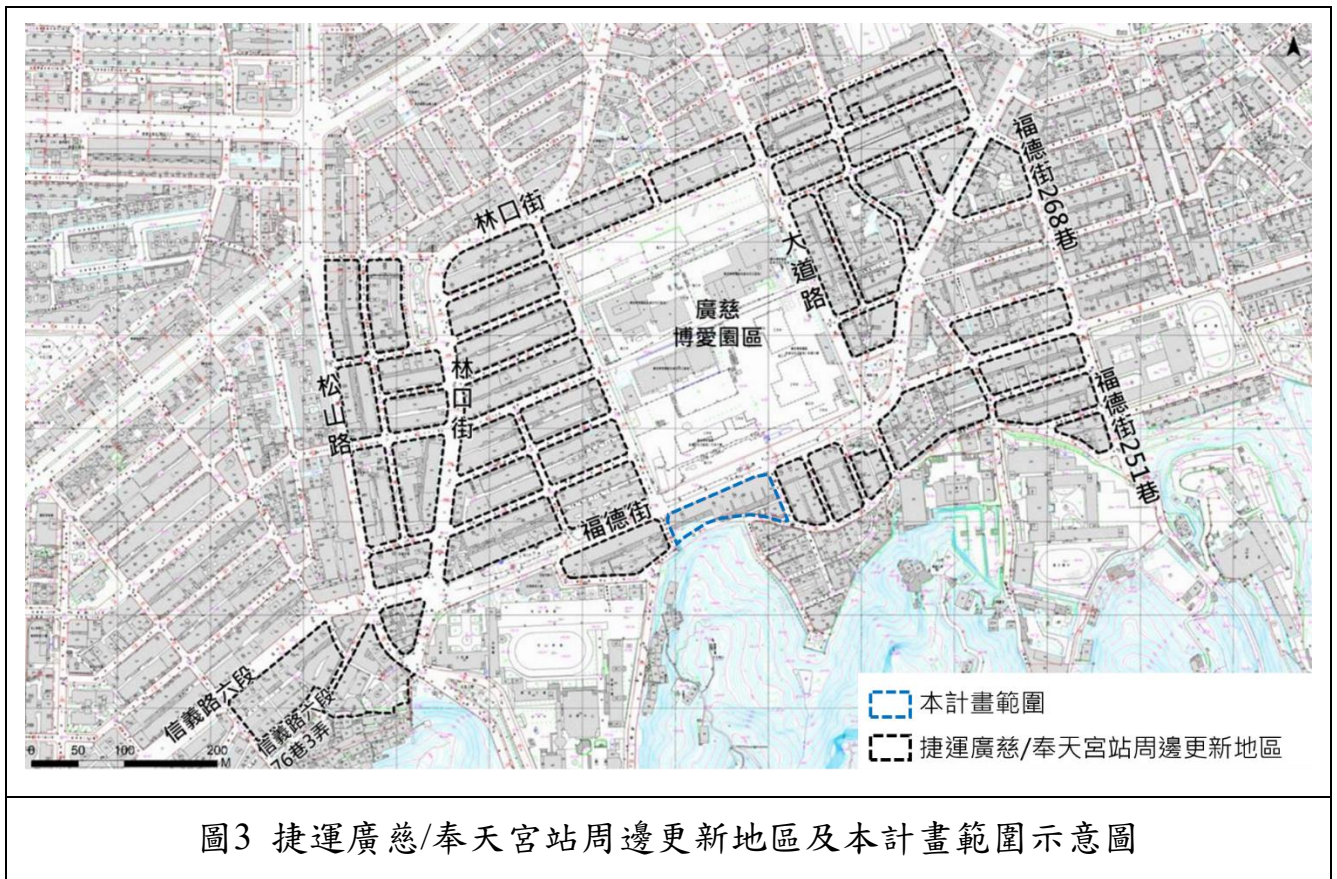 林口街
福德街268巷
大道路
廣慈
博愛園區
松山路
林口街
福德街251巷
福德街
信義路六段
信義路六段
76巷3弄
0 50 100 200
M
本計畫範圍
捷運廣慈/奉天宮站周邊更新地區
圖3 捷運廣慈/奉天宮站周邊更新地區及本計畫範圍示意圖